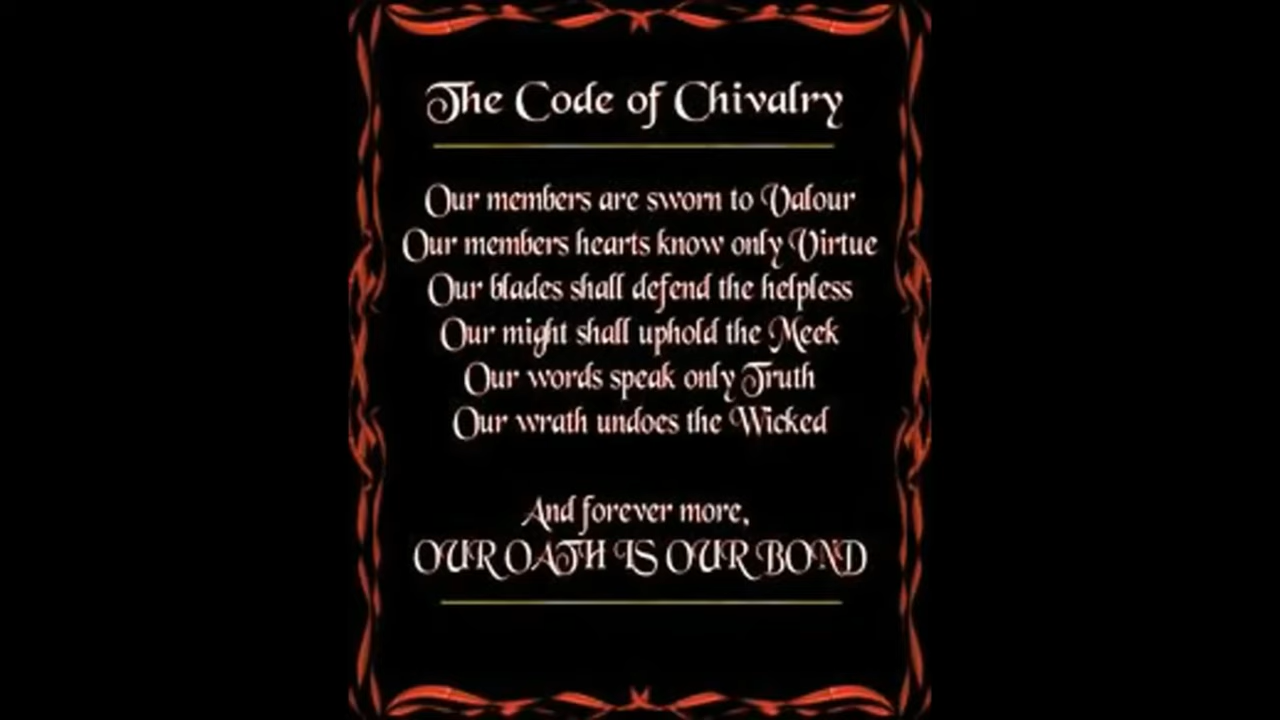 The Code of Chivalry
Our members are sworn to Valour
Our members hearts know only Virtue
Our blades shall defend the helpless
Our might shall uphold the Meek
Our words speak only Truth
Our wrath undoes the Wicked
And forever more,
OUR OATH IS OUR BOND